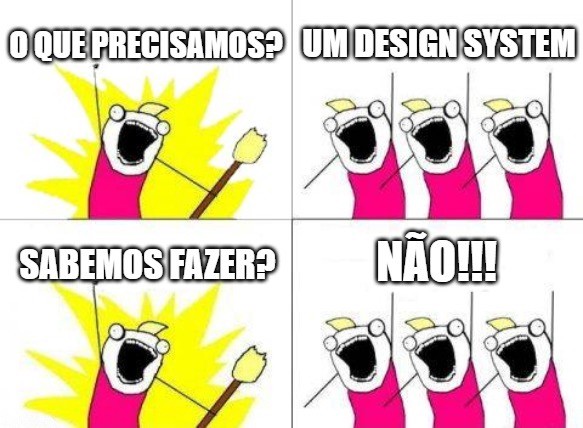 O QUE PRECISAMOS?
UM DESIGN SYSTEM
SABEMOS FAZER?
NÃO!!!